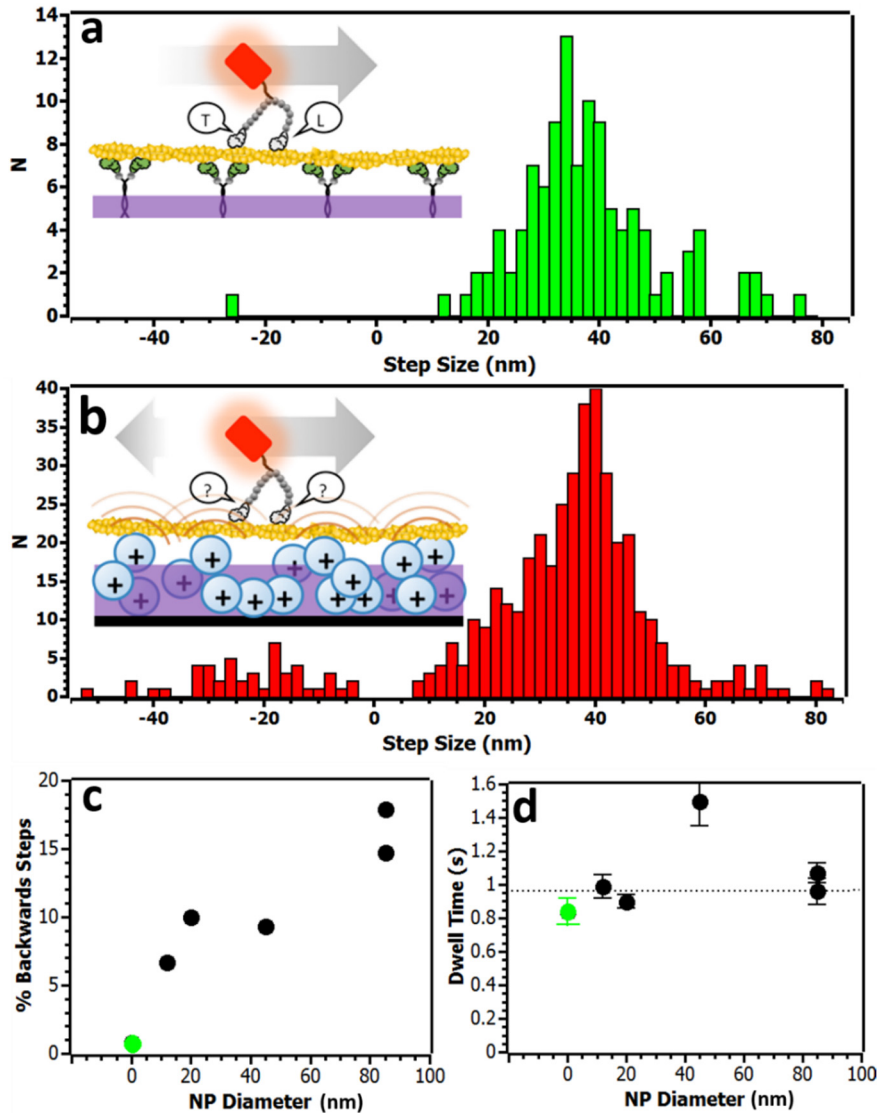 a
14
12
10
8
6
4
2
0
N
T
L
-40 -20 0 20 40 60 80
Step Size (nm)
b
40
35
30
25
20
15
10
5
0
N
? ?
+ + + + + + + + + + + + + + + + + +
-40 -20 0 20 40 60 80
Step Size (nm)
c
20
15
10
5
0
% Backwards Steps
0 20 40 60 80 100
NP Diameter (nm)
d
1.6
1.4
1.2
1
0.8
0.6
0.4
0.2
0
Dwell Time (s)
0 20 40 60 80 100
NP Diameter (nm)